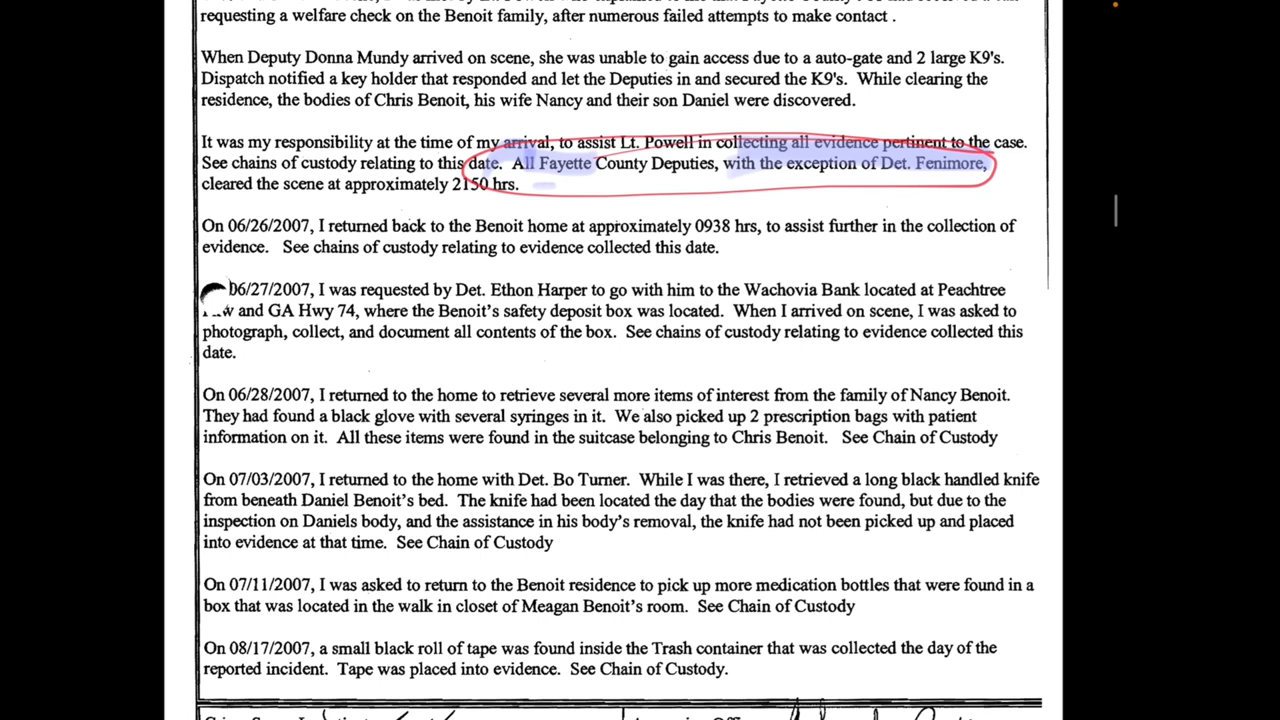 requesting a welfare check on the Benoit family, after numerous failed attempts to make contact .
When Deputy Donna Mundy arrived on scene, she was unable to gain access due to a auto-gate and 2 large K9's.
Dispatch notified a key holder that responded and let the Deputies in and secured the K9's. While clearing the
residence, the bodies of Chris Benoit, his wife Nancy and their son Daniel were discovered.
It was my responsibility at the time of my arrival, to assist Lt. Powell in collecting all evidence pertinent to the case.
See chains of custody relating to this date. All Fayette County Deputies, with the exception of Det. Fenimore,
cleared the scene at approximately 2150 hrs.
On 06/26/2007, I returned back to the Benoit home at approximately 0938 hrs, to assist further in the collection of
evidence. See chains of custody relating to evidence collected this date.
06/27/2007, I was requested by Det. Ethon Harper to go with him to the Wachovia Bank located at Peachtree
and GA Hwy 74, where the Benoit's safety deposit box was located. When I arrived on scene, I was asked to
photograph, collect, and document all contents of the box. See chains of custody relating to evidence collected this
date.
On 06/28/2007, I returned to the home to retrieve several more items of interest from the family of Nancy Benoit.
They had found a black glove with several syringes in it. We also picked up 2 prescription bags with patient
information on it. All these items were found in the suitcase belonging to Chris Benoit. See Chain of Custody
On 07/03/2007, I returned to the home with Det. Bo Turner. While I was there, I retrieved a long black handled knife
from beneath Daniel Benoit's bed. The knife had been located the day that the bodies were found, but due to the
inspection on Daniels body, and the assistance in his body's removal, the knife had not been picked up and placed
into evidence at that time. See Chain of Custody
On 07/11/2007, I was asked to return to the Benoit residence to pick up more medication bottles that were found in a
box that was located in the walk in closet of Meagan Benoit's room. See Chain of Custody
On 08/17/2007, a small black roll of tape was found inside the Trash container that was collected the day of the
reported incident. Tape was placed into evidence. See Chain of Custody.